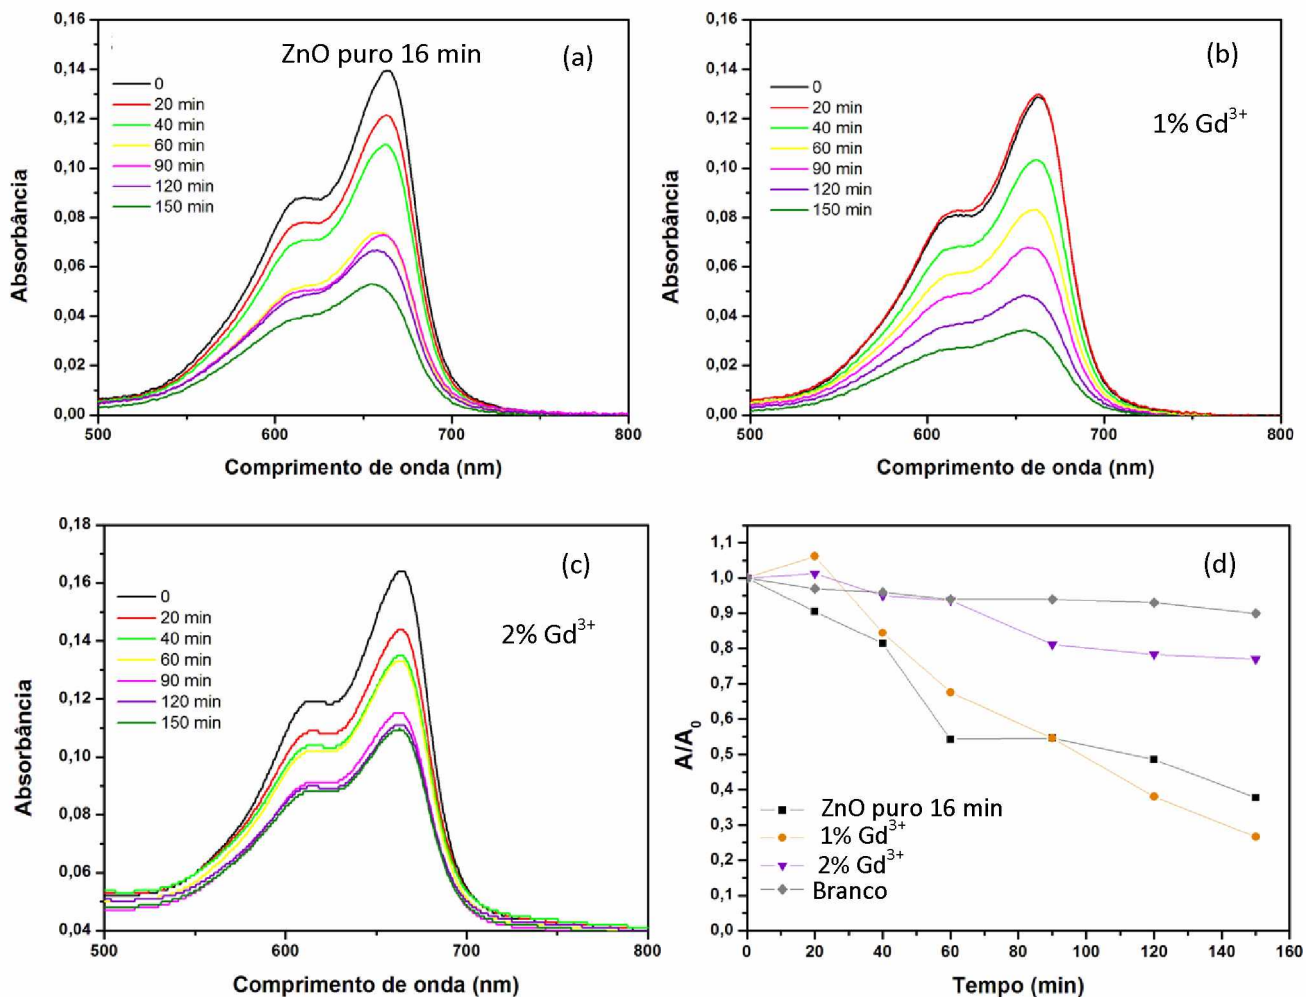 ZnO puro 16 min
(a)
0
20 min
40 min
60 min
90 min
120 min
150 min
Absorbância
0,16
0,14
0,12
0,10
0,08
0,06
0,04
0,02
0,00
500
600
700
800
Comprimento de onda (nm)
(b)
1% Gd³⁺
0
20 min
40 min
60 min
90 min
120 min
150 min
Absorbância
0,16
0,14
0,12
0,10
0,08
0,06
0,04
0,02
0,00
500
600
700
800
Comprimento de onda (nm)
(c)
2% Gd³⁺
0
20 min
40 min
60 min
90 min
120 min
150 min
Absorbância
0,18
0,16
0,14
0,12
0,10
0,08
0,06
0,04
500
600
700
800
Comprimento de onda (nm)
(d)
A/A₀
1,1
1,0
0,9
0,8
0,7
0,6
0,5
0,4
0,3
0,2
0,1
0,0
ZnO puro 16 min
1% Gd³⁺
2% Gd³⁺
Branco
0
20
40
60
80
100
120
140
160
Tempo (min)